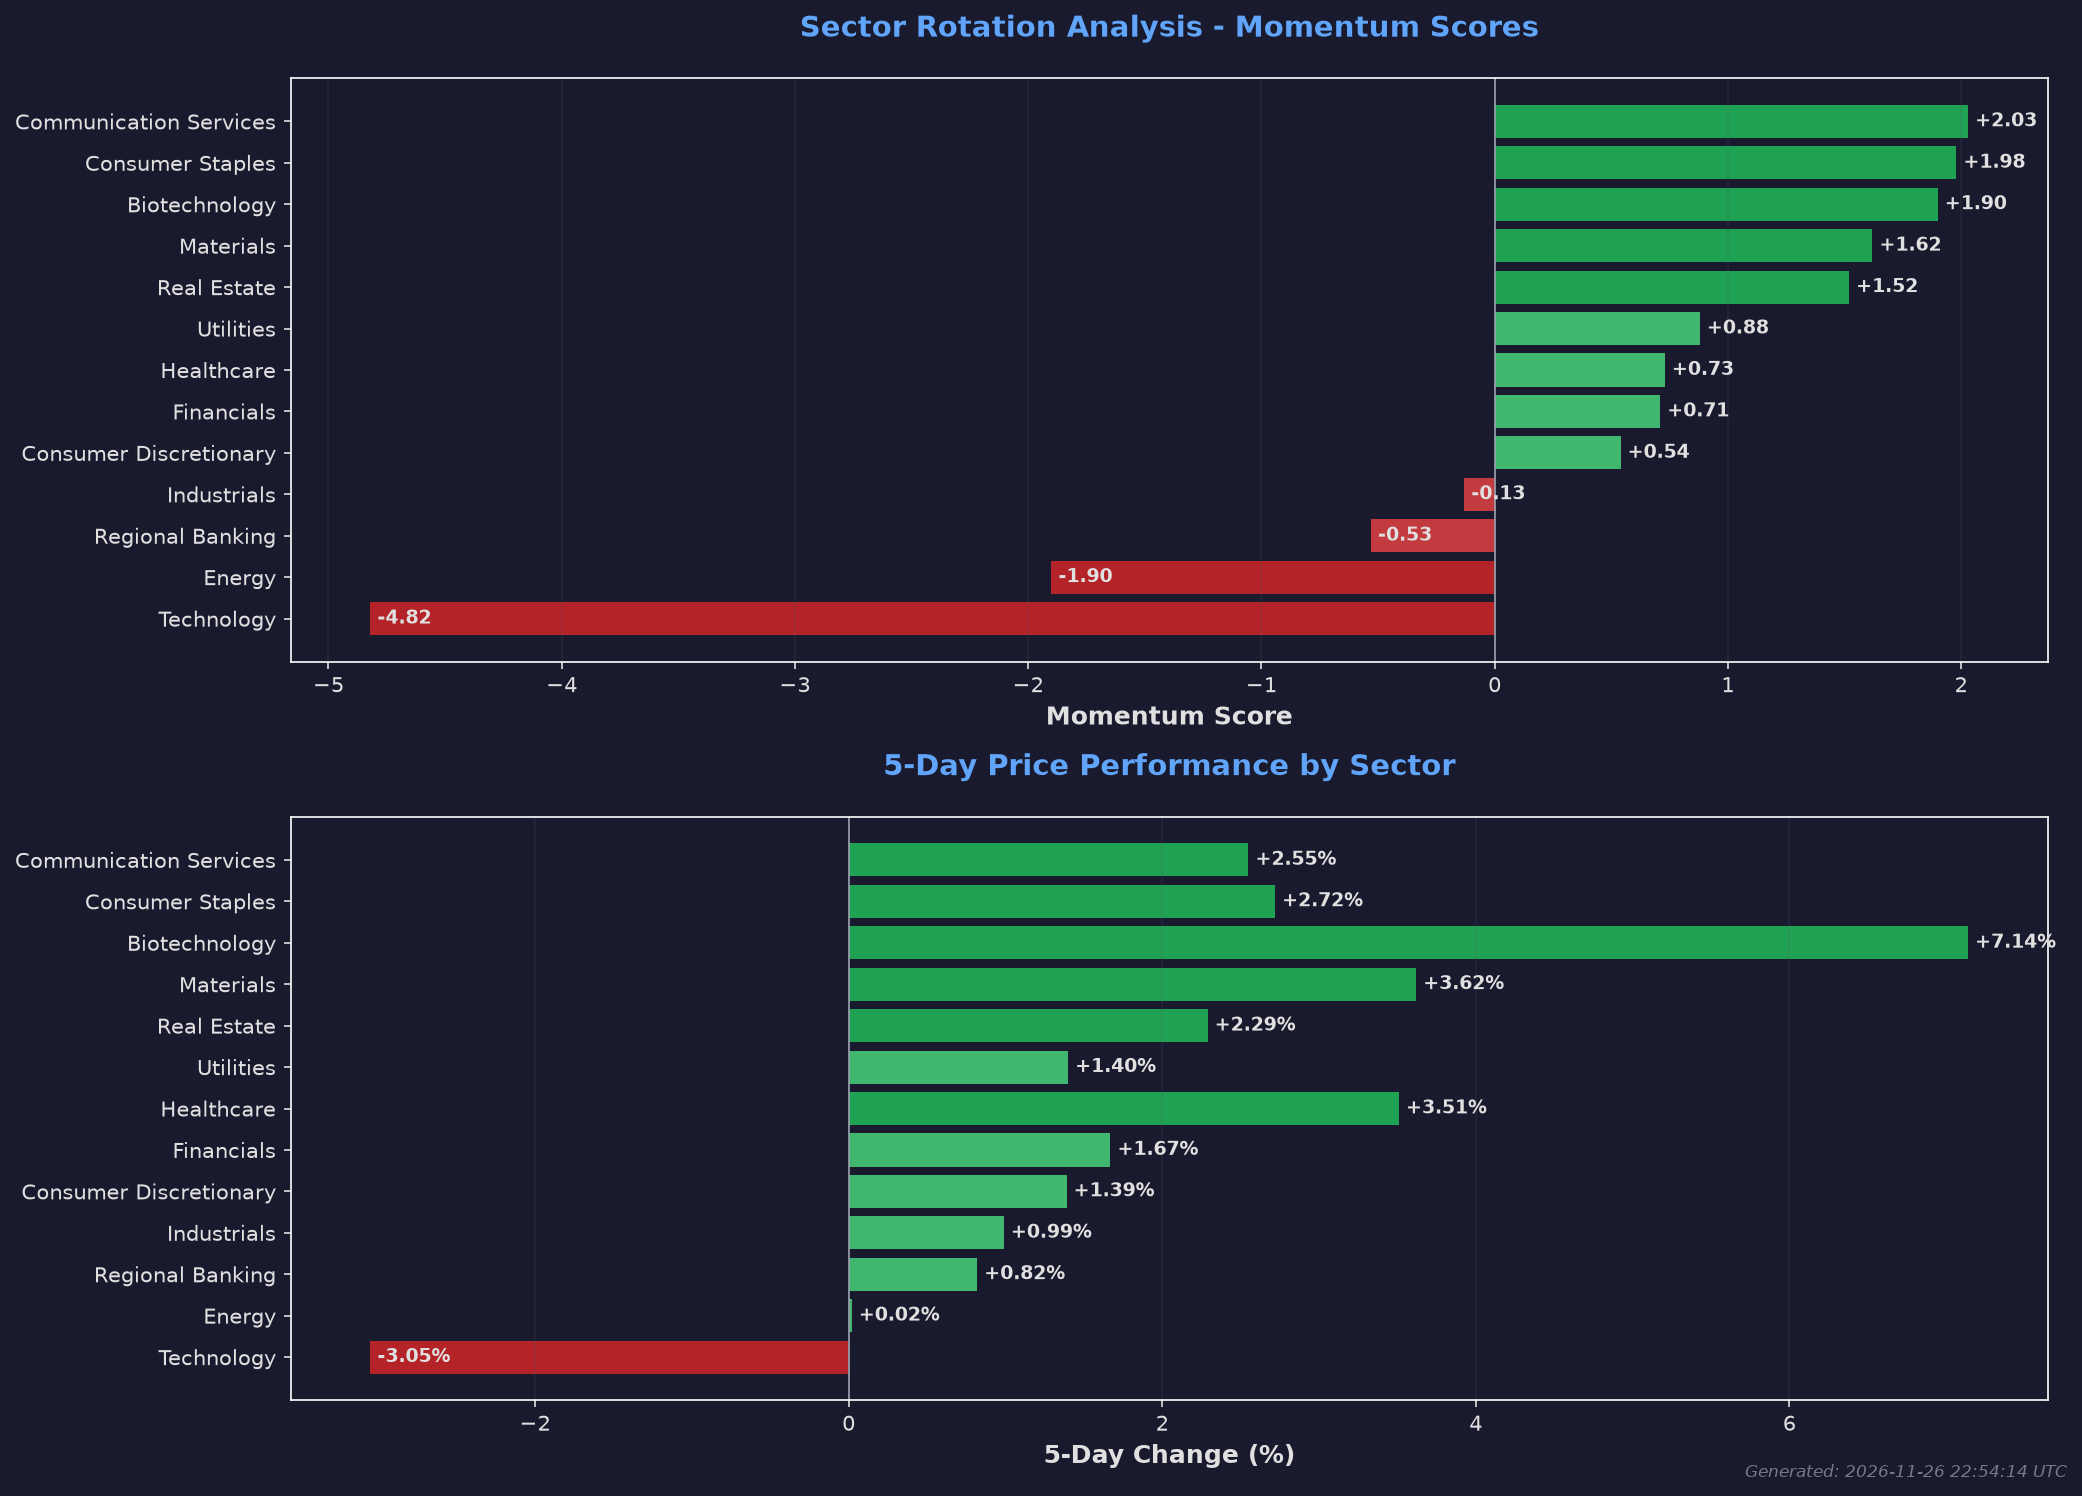 Sector Rotation Analysis - Momentum Scores
Communication Services +2.03
Consumer Staples +1.98
Biotechnology +1.90
Materials +1.62
Real Estate +1.52
Utilities +0.88
Healthcare +0.73
Financials +0.71
Consumer Discretionary +0.54
Industrials -0.13
Regional Banking -0.53
Energy -1.90
Technology -4.82
−5 −4 −3 −2 −1 0 1 2
Momentum Score
5-Day Price Performance by Sector
Communication Services +2.55%
Consumer Staples +2.72%
Biotechnology +7.14%
Materials +3.62%
Real Estate +2.29%
Utilities +1.40%
Healthcare +3.51%
Financials +1.67%
Consumer Discretionary +1.39%
Industrials +0.99%
Regional Banking +0.82%
Energy +0.02%
Technology -3.05%
−2 0 2 4 6
5-Day Change (%)
Generated: 2026-11-26 22:54:14 UTC